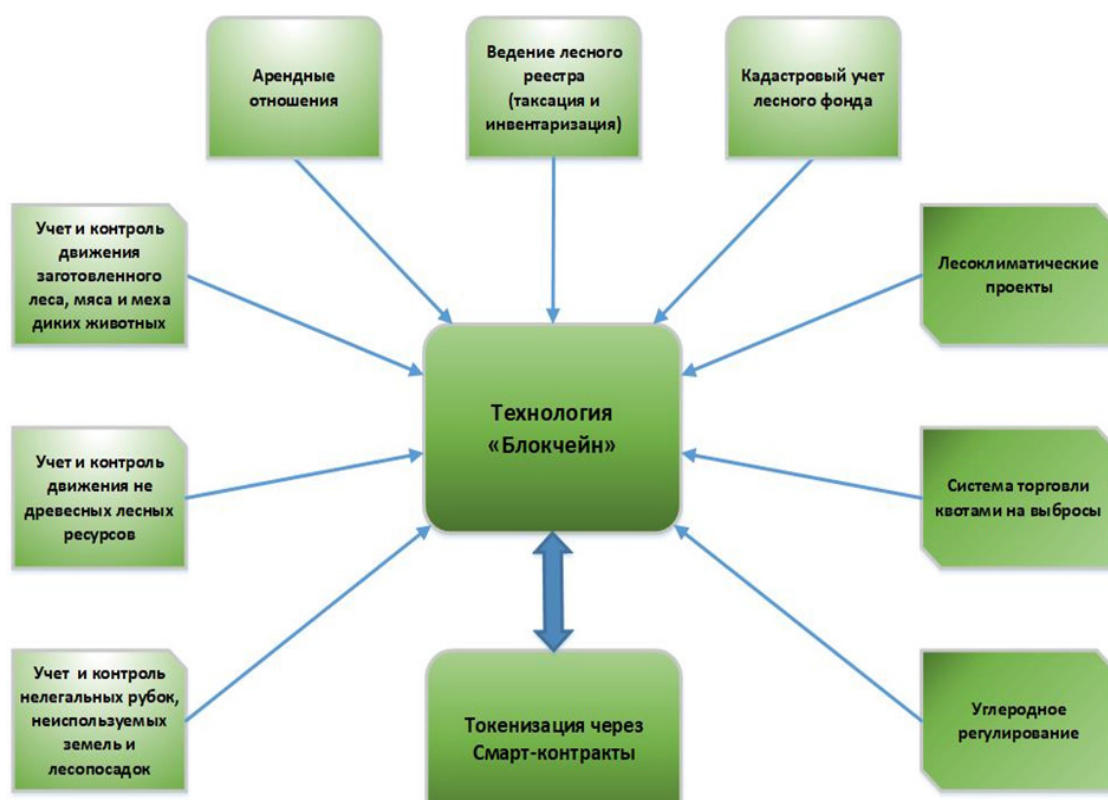 Арендные
отношения
Ведение лесного
реестра
(таксация и
инвентаризация)
Кадастровый учет
лесного фонда
Учет и контроль
движения
заготовленного
леса, мяса и меха
диких животных
Лесоклиматические
проекты
Технология
«Блокчейн»
Учет и контроль
движения не
древесных лесных
ресурсов
Система торговли
квотами на выбросы
Учет и контроль
нелегальных рубок,
неиспользуемых
земель и
лесопосадок
Токенизация через
Смарт-контракты
Углеродное
регулирование